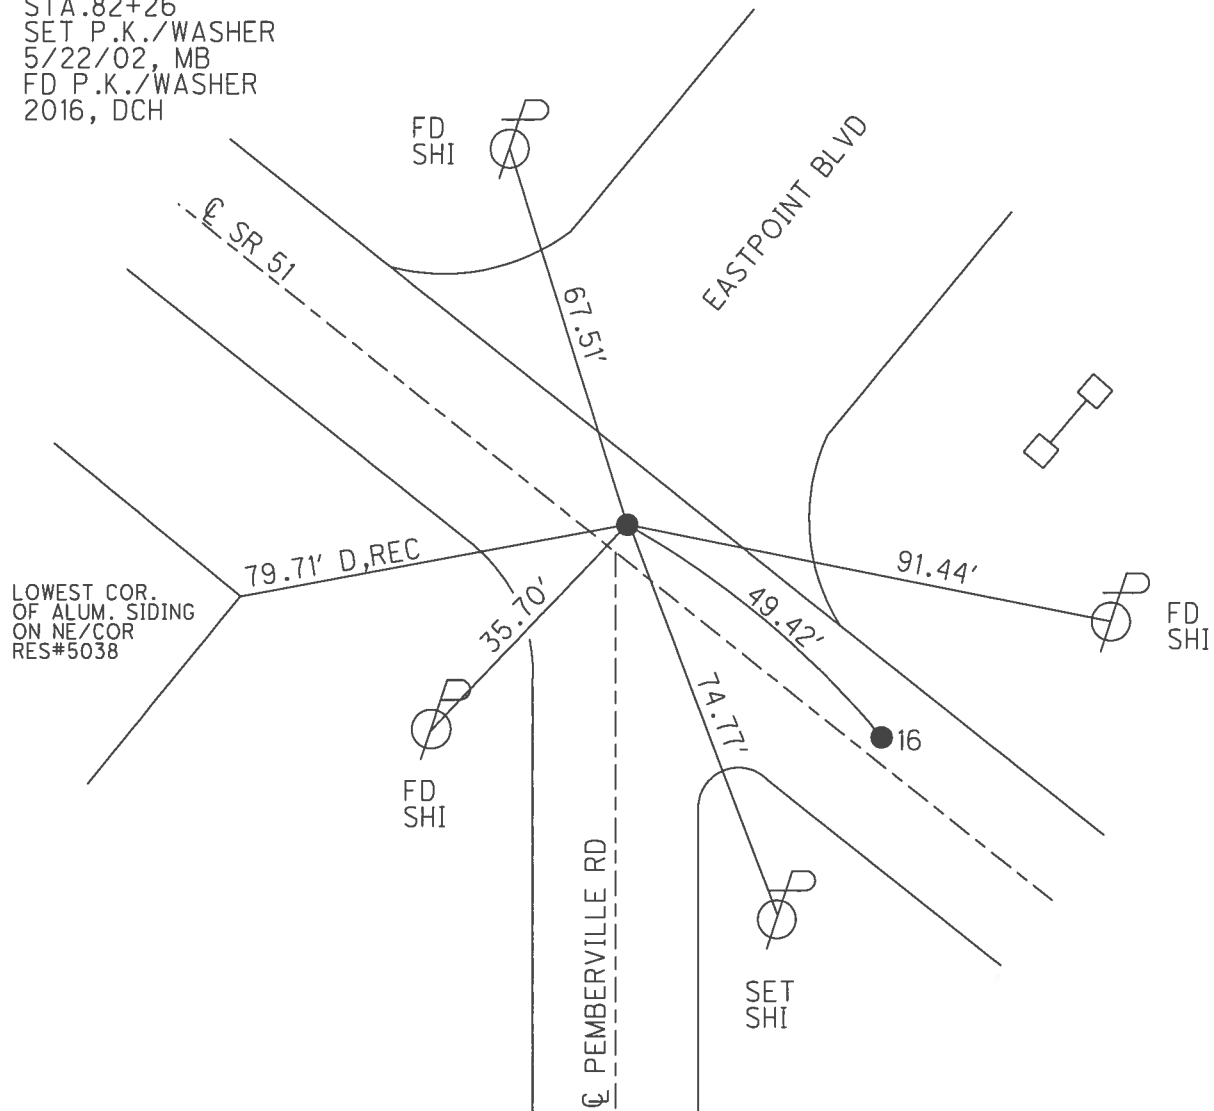 STA.82+26
SET P.K./WASHER
5/22/02, MB
FD P.K./WASHER
2016, DCH
FD
SHI
EASTPOINT BLVD
℄ SR 51
67.51'
79.71' D,REC
91.44'
LOWEST COR.
OF ALUM. SIDING
ON NE/COR
RES#5038
35.70'
49.42'
FD
SHI
74.77'
16
FD
SHI
℄ PEMBERVILLE RD
SET
SHI